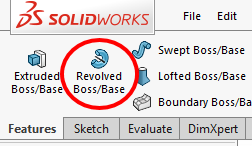 SOLIDWORKS
File Edit
Extruded Boss/Base
Revolved Boss/Base
Swept Boss/Base
Lofted Boss/Base
Boundary Boss/Base
Features Sketch Evaluate DimXpert